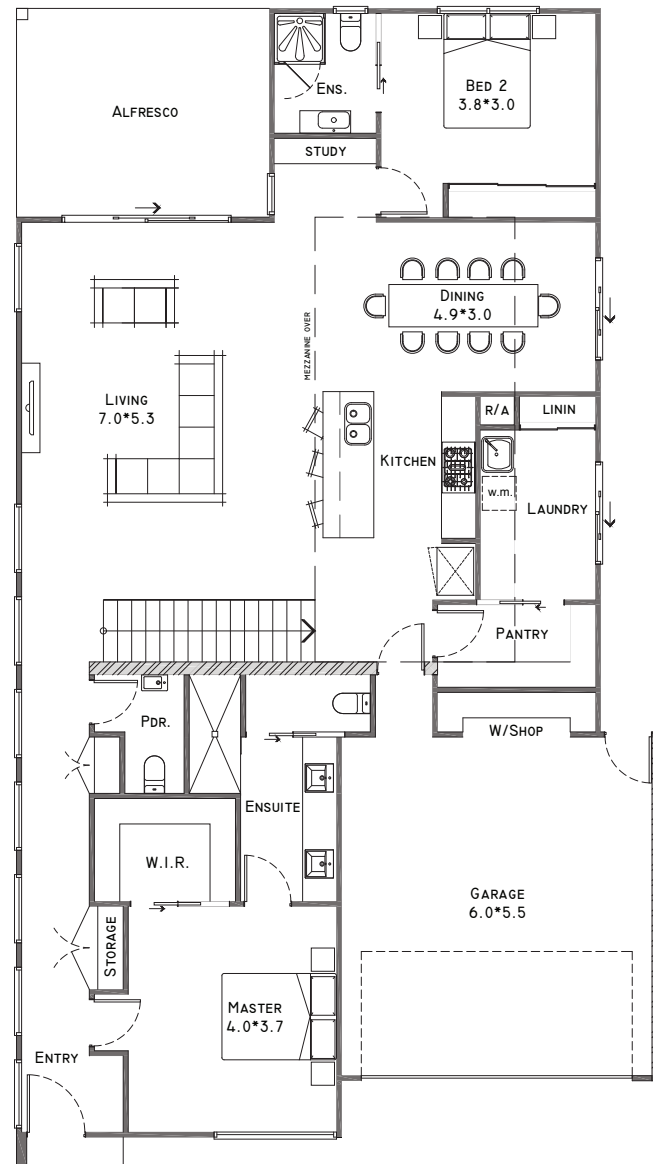 ALFRESCO
ENS.
BED 2
3.8*3.0
STUDY
MEZZANINE OVER
DINING
4.9*3.0
LIVING
7.0*5.3
KITCHEN
R/A
LININ
W.M.
LAUNDRY
PANTRY
PDR.
W/SHOP
ENSUITE
W.I.R.
GARAGE
6.0*5.5
STORAGE
MASTER
4.0*3.7
ENTRY